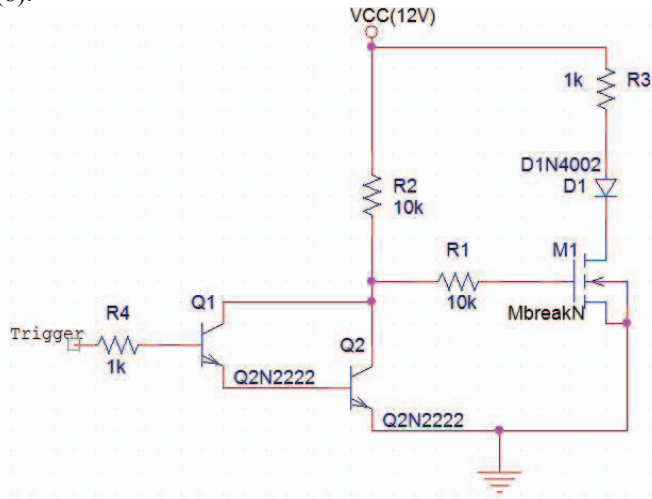 (6).
VCC(12V)
1k R3
D1N4002
D1
R2
10k
R1
10k
M1
MbreakN
Q1
R4
Trigger
1k
Q2
Q2N2222
Q2N2222